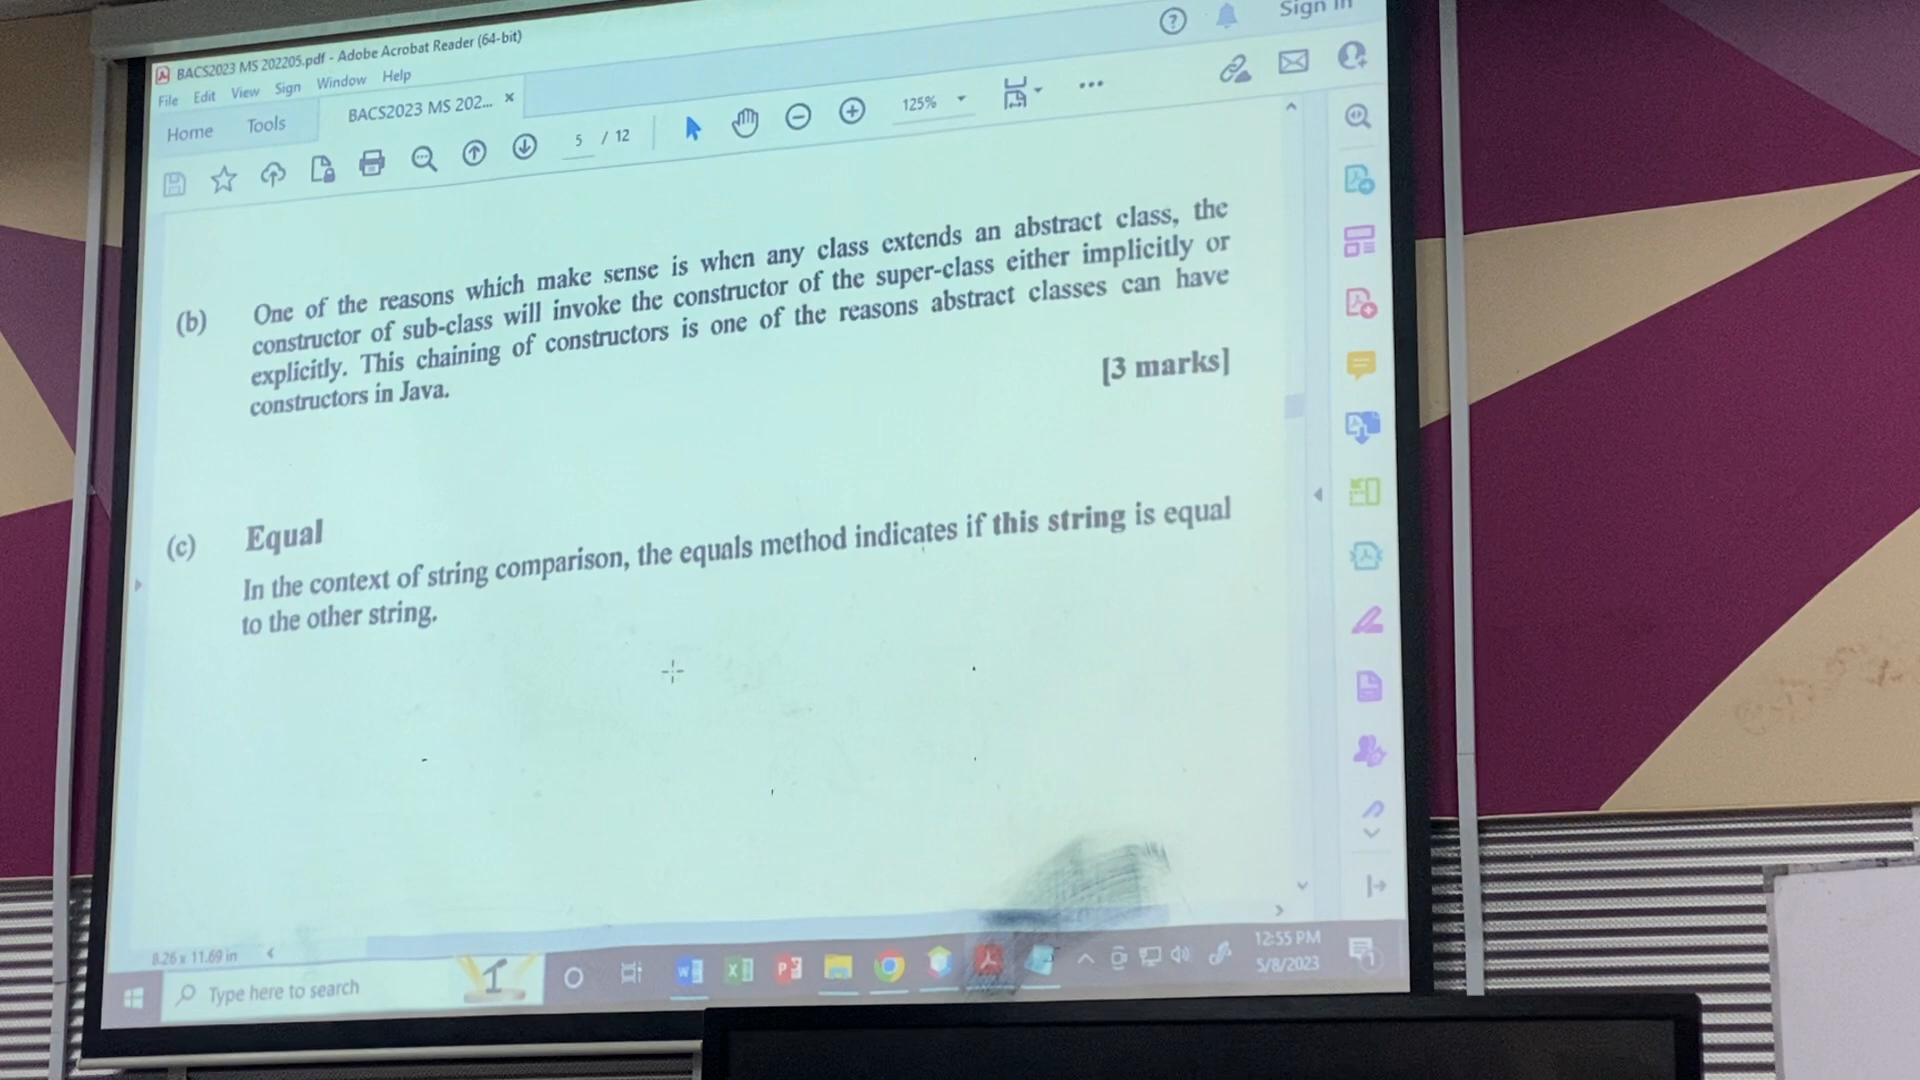 BACS2023 MS 202205.pdf - Adobe Acrobat Reader (64-bit)
Sign In
File Edit View Sign Window Help
Home Tools BACS2023 MS 202... ×
5 / 12 125%
(b) One of the reasons which make sense is when any class extends an abstract class, the
constructor of sub-class will invoke the constructor of the super-class either implicitly or
explicitly. This chaining of constructors is one of the reasons abstract classes can have
constructors in Java.
[3 marks]
(c) Equal
In the context of string comparison, the equals method indicates if this string is equal
to the other string.
8.26 x 11.69 in
Type here to search
12:55 PM
5/8/2023